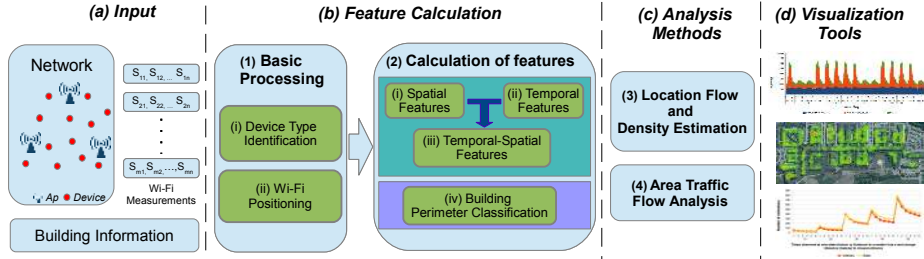 (a) Input
(b) Feature Calculation
(c) Analysis
Methods
(d) Visualization
Tools
Network
Ap
Device
S11, S12, ... S1n
S21, S22, ... S2n
Sm1, Sm2,...,Smn
Wi-Fi
Measurements
Building Information
(1) Basic
Processing
(i) Device Type
Identification
(ii) Wi-Fi
Positioning
(2) Calculation of features
(i) Spatial
Features
(ii) Temporal
Features
(iii) Temporal-Spatial
Features
(iv) Building
Perimeter Classification
(3) Location Flow
and
Density Estimation
(4) Area Traffic
Flow Analysis